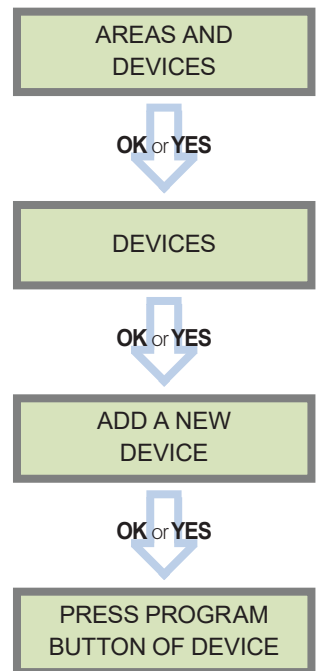 AREAS AND
DEVICES
OK or YES
DEVICES
OK or YES
ADD A NEW
DEVICE
OK or YES
PRESS PROGRAM
BUTTON OF DEVICE